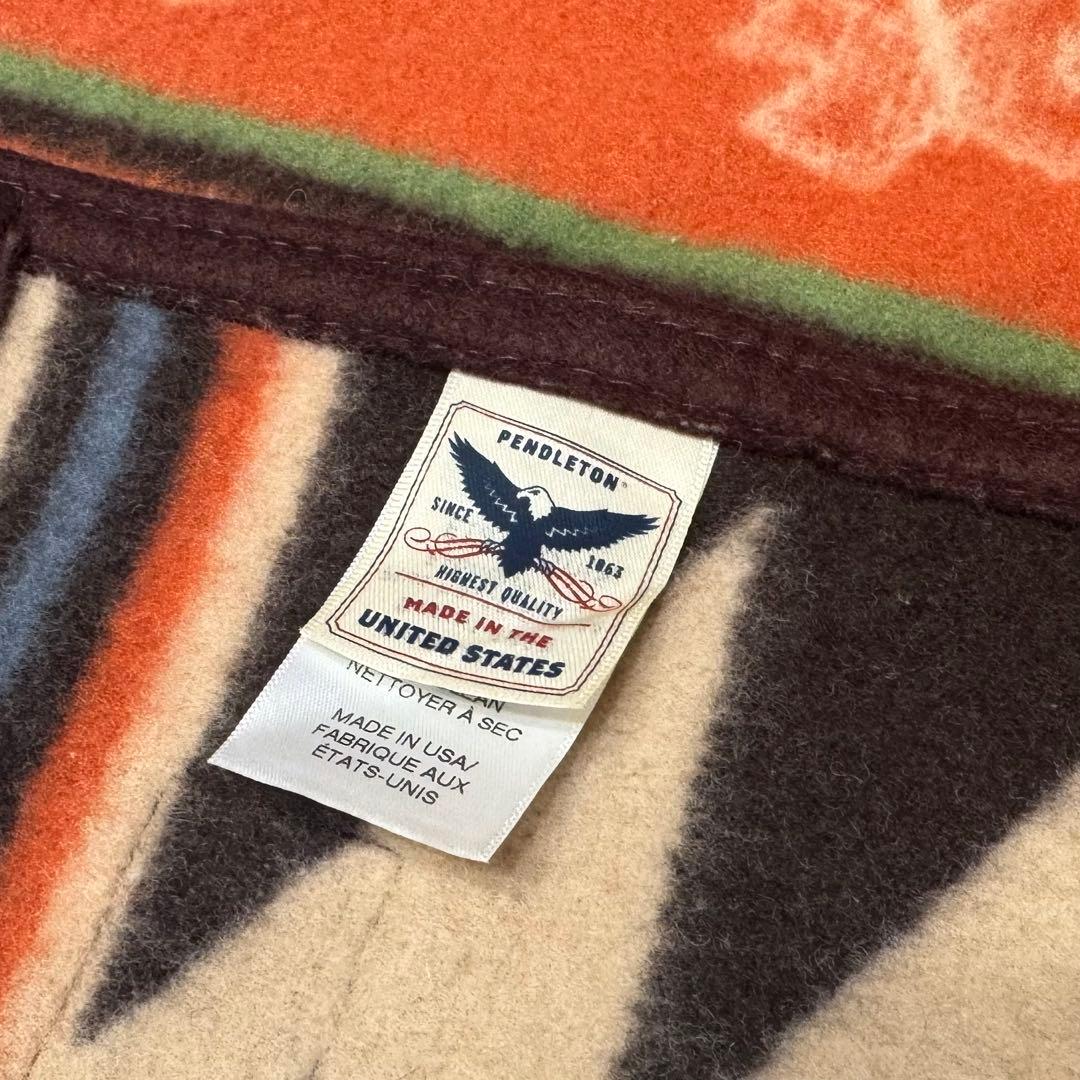 PENDLETON®
SINCE 1863
HIGHEST QUALITY
MADE IN THE
UNITED STATES
NETTOYER À SEC
MADE IN USA/
FABRIQUE AUX
ÉTATS-UNIS